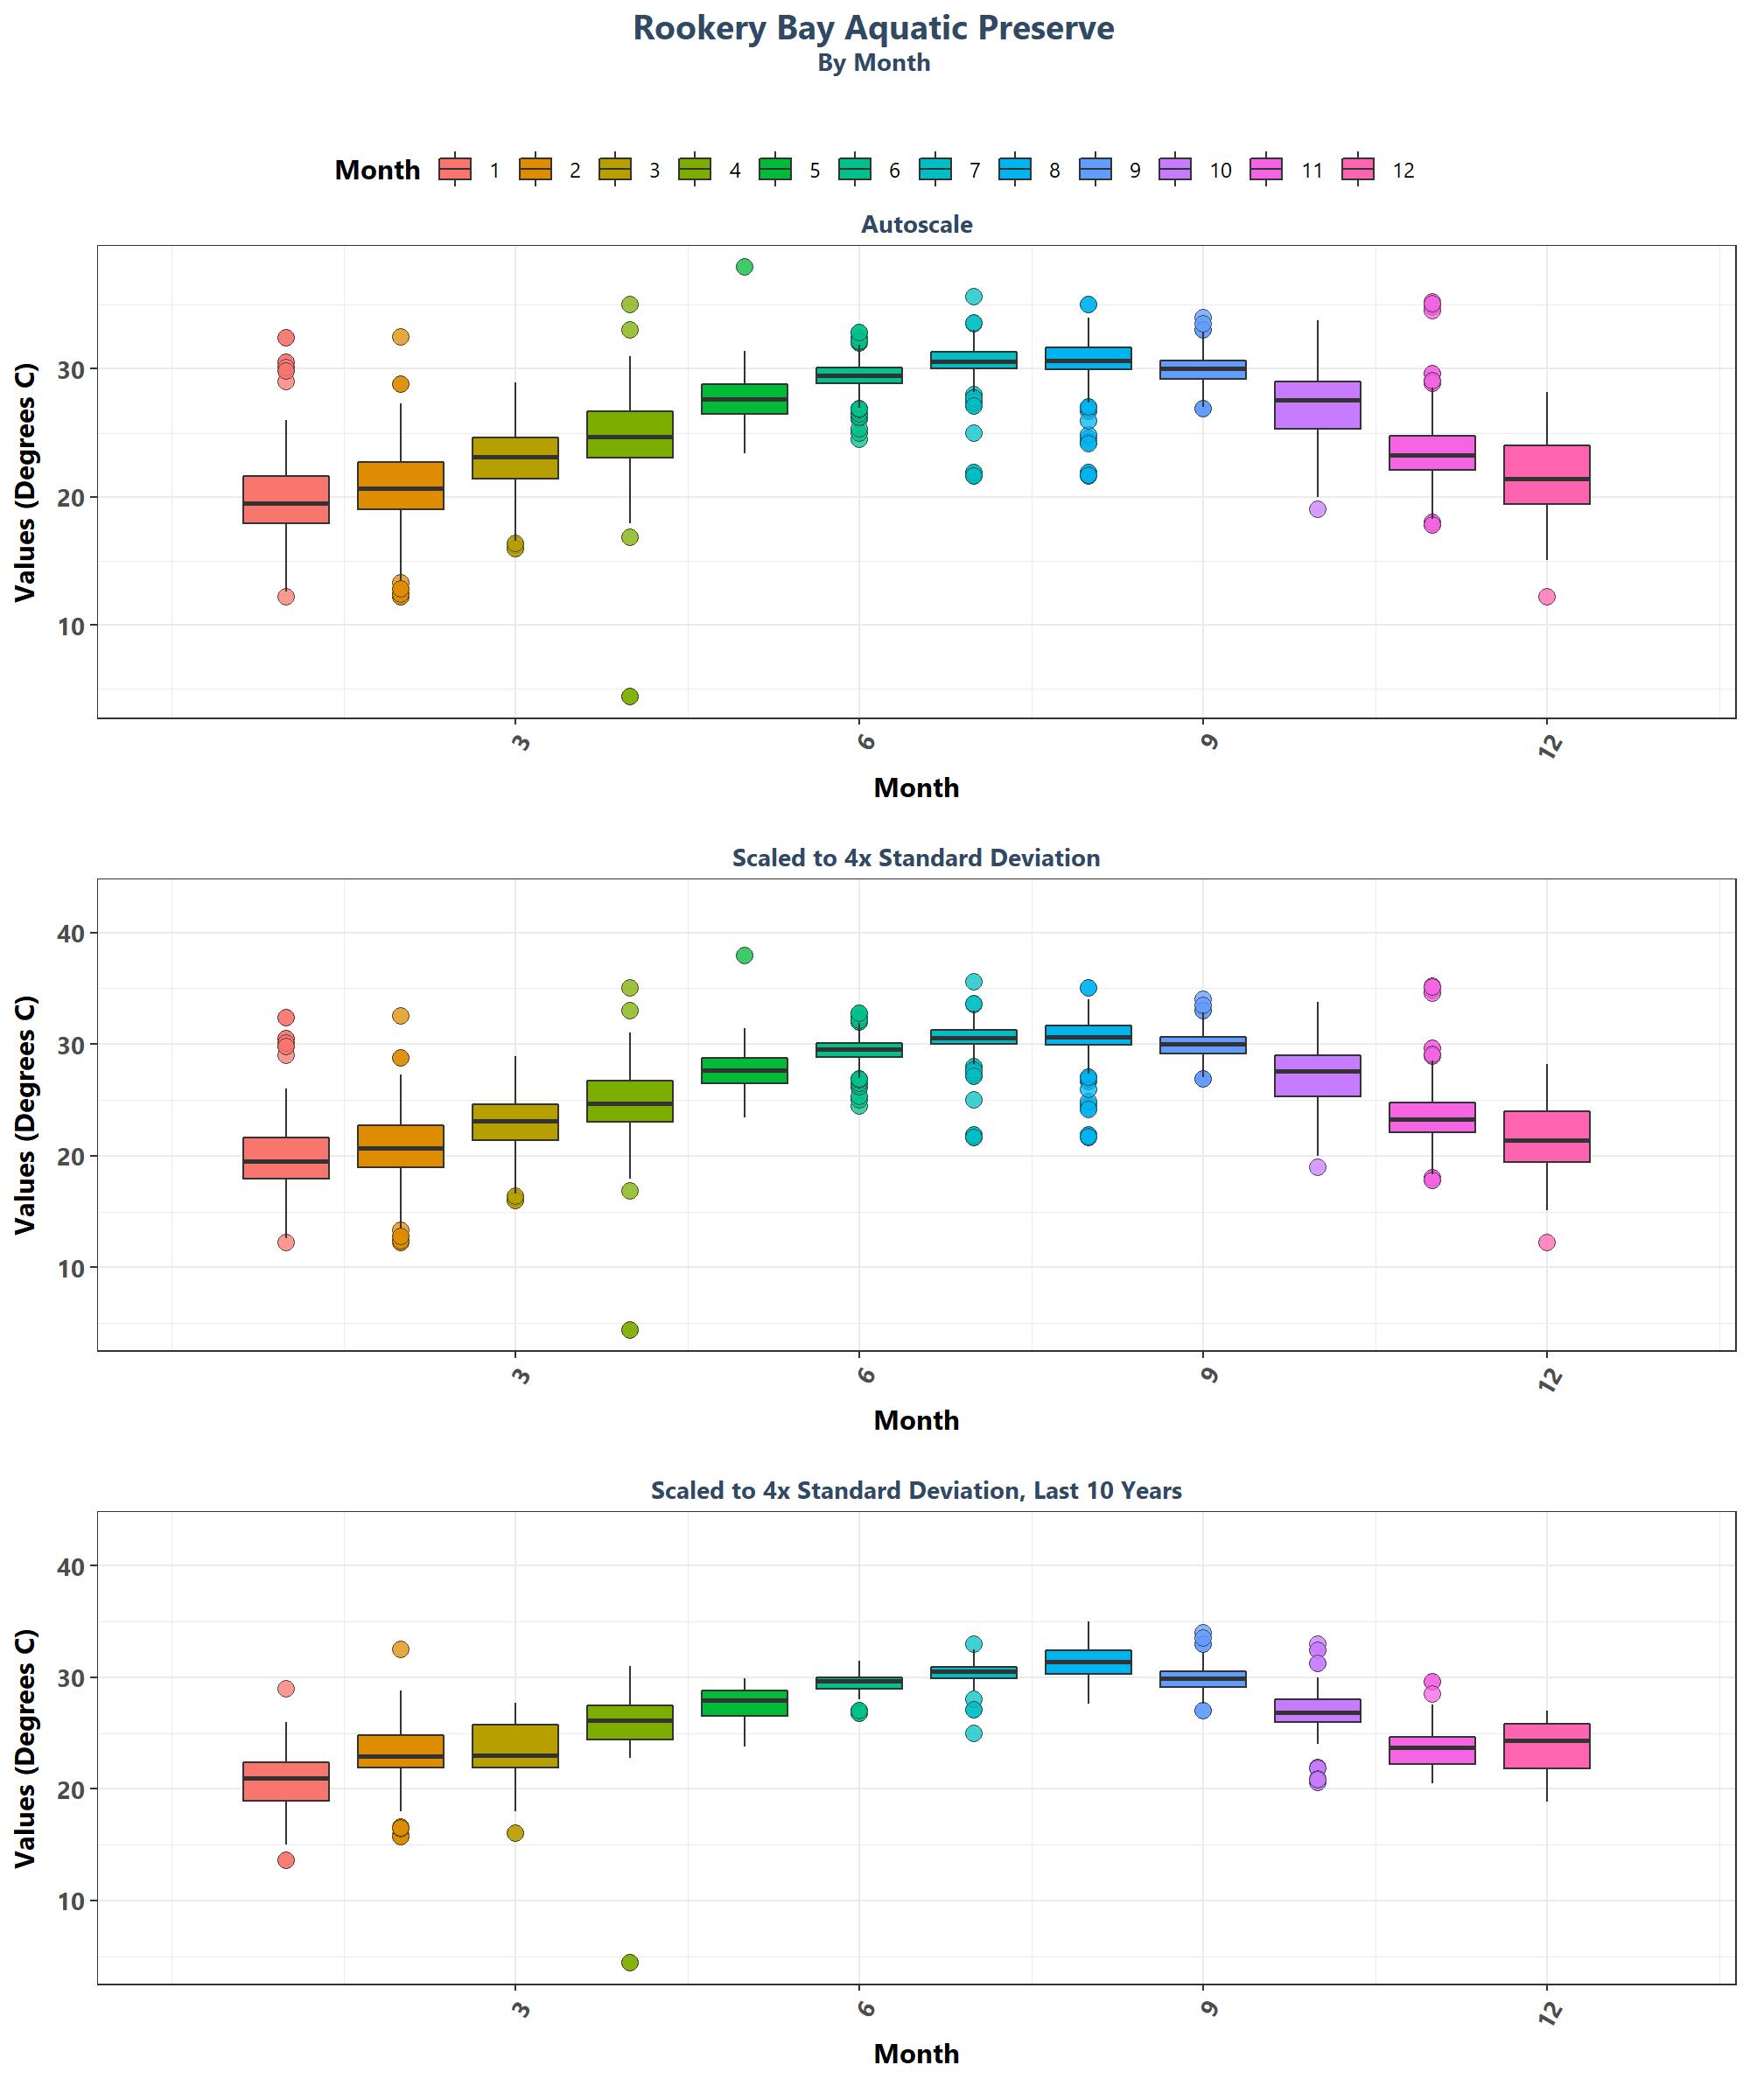 Rookery Bay Aquatic Preserve
By Month
Month 1 2 3 4 5 6 7 8 9 10 11 12
Autoscale
Values (Degrees C)
30
20
10
3 6 9 12
Month
Scaled to 4x Standard Deviation
Values (Degrees C)
40
30
20
10
3 6 9 12
Month
Scaled to 4x Standard Deviation, Last 10 Years
Values (Degrees C)
40
30
20
10
3 6 9 12
Month